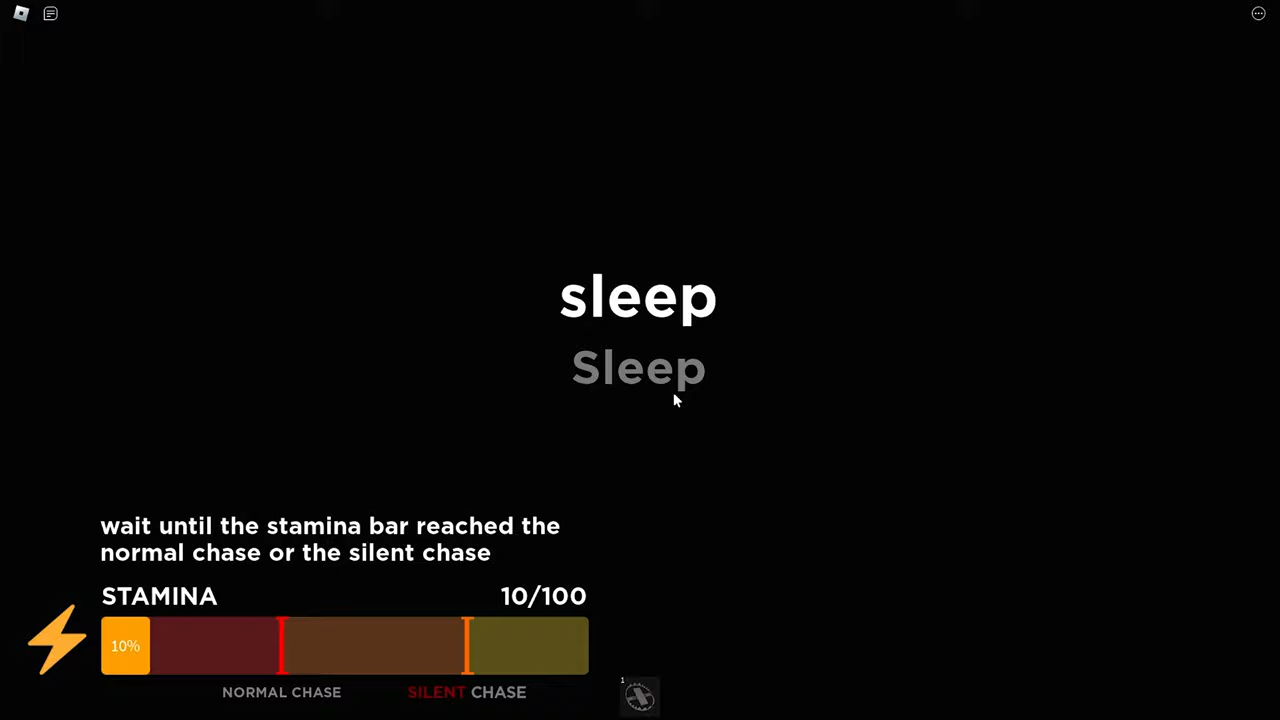 sleep
Sleep
wait until the stamina bar reached the
normal chase or the silent chase
STAMINA 10/100
10%
NORMAL CHASE SILENT CHASE
1